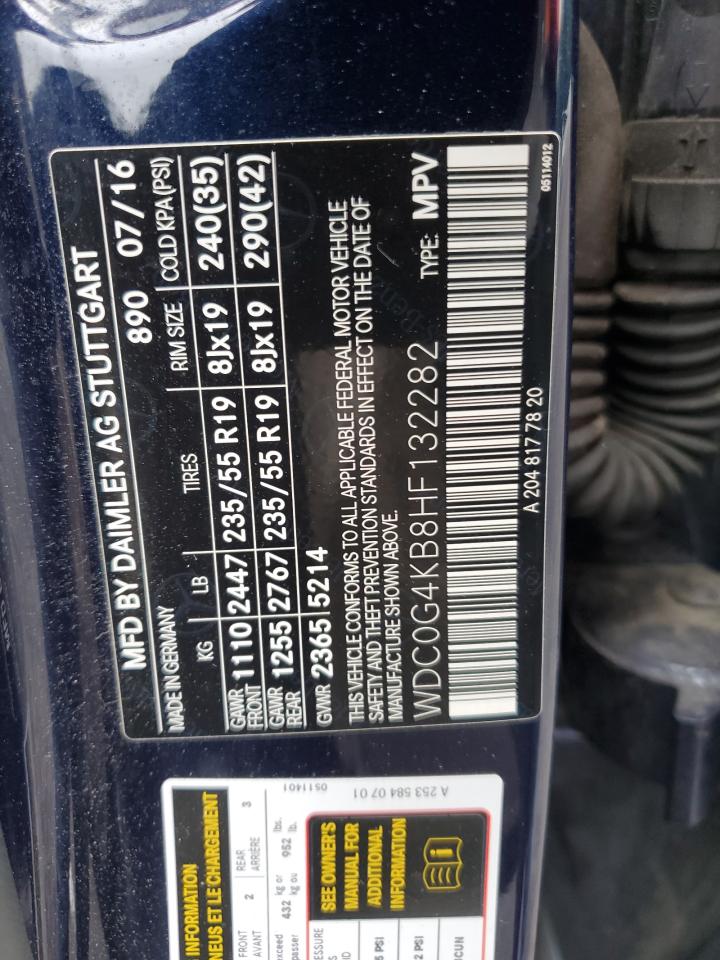 MFD BY DAIMLER AG STUTTGART
MADE IN GERMANY 890 07/16
KG LB TIRES RIM SIZE COLD KPA(PSI)
GAWR FRONT 1110 2447 235/55 R19 8Jx19 240(35)
GAWR REAR 1255 2767 235/55 R19 8Jx19 290(42)
GVWR 2365 5214
THIS VEHICLE CONFORMS TO ALL APPLICABLE FEDERAL MOTOR VEHICLE
SAFETY AND THEFT PREVENTION STANDARDS IN EFFECT ON THE DATE OF
MANUFACTURE SHOWN ABOVE.
WDC0G4KB8HF132282 TYPE: MPV
A 204 817 78 20
05114012
INFORMATION
NEUS ET LE CHARGEMENT
FRONT 2 REAR 3
AVANT ARRIÈRE
432 kg or 952 lbs.
kg ou lb.
0511401
A 253 584 07 01
SEE OWNER'S
MANUAL FOR
ADDITIONAL
INFORMATION